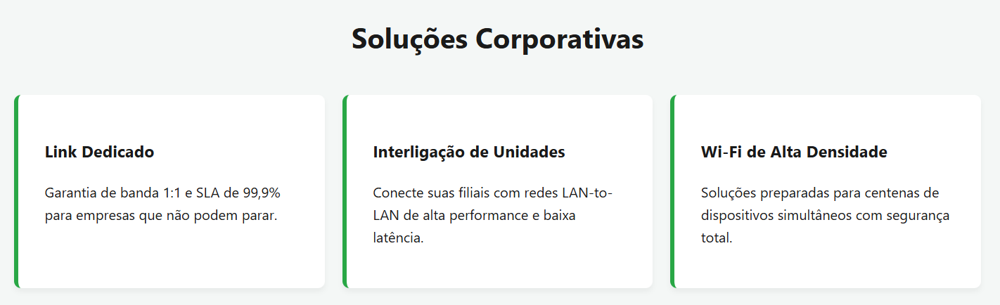 Soluções Corporativas
Link Dedicado
Garantia de banda 1:1 e SLA de 99,9%
para empresas que não podem parar.
Interligação de Unidades
Conecte suas filiais com redes LAN-to-
LAN de alta performance e baixa
latência.
Wi-Fi de Alta Densidade
Soluções preparadas para centenas de
dispositivos simultâneos com segurança
total.